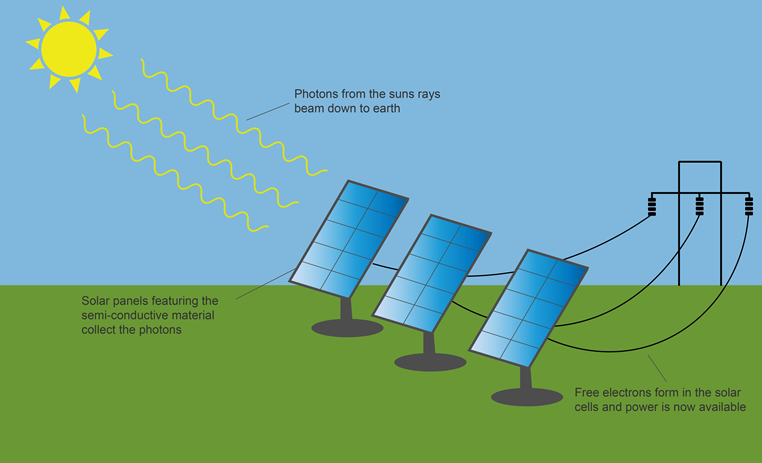 Photons from the suns rays
beam down to earth
Solar panels featuring the
semi-conductive material
collect the photons
Free electrons form in the solar
cells and power is now available